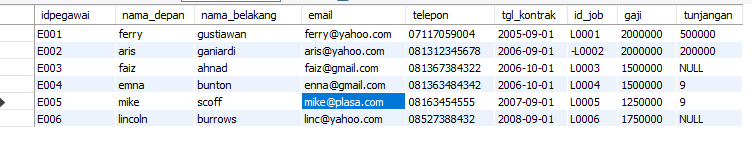 idpegawai nama_depan nama_belakang email telepon tgl_kontrak id_job gaji tunjangan
E001 ferry gustiawan ferry@yahoo.com 07117059004 2005-09-01 L0001 2000000 500000
E002 aris ganiardi aris@yahoo.com 081312345678 2006-09-01 -L0002 2000000 200000
E003 faiz ahnad faiz@gmail.com 081367384322 2006-10-01 L0003 1500000 NULL
E004 emna bunton enna@gmail.com 081363484342 2006-10-01 L0004 1500000 9
E005 mike scoff mike@plasa.com 08163454555 2007-09-01 L0005 1250000 9
E006 lincoln burrows linc@yahoo.com 08527388432 2008-09-01 L0006 1750000 NULL